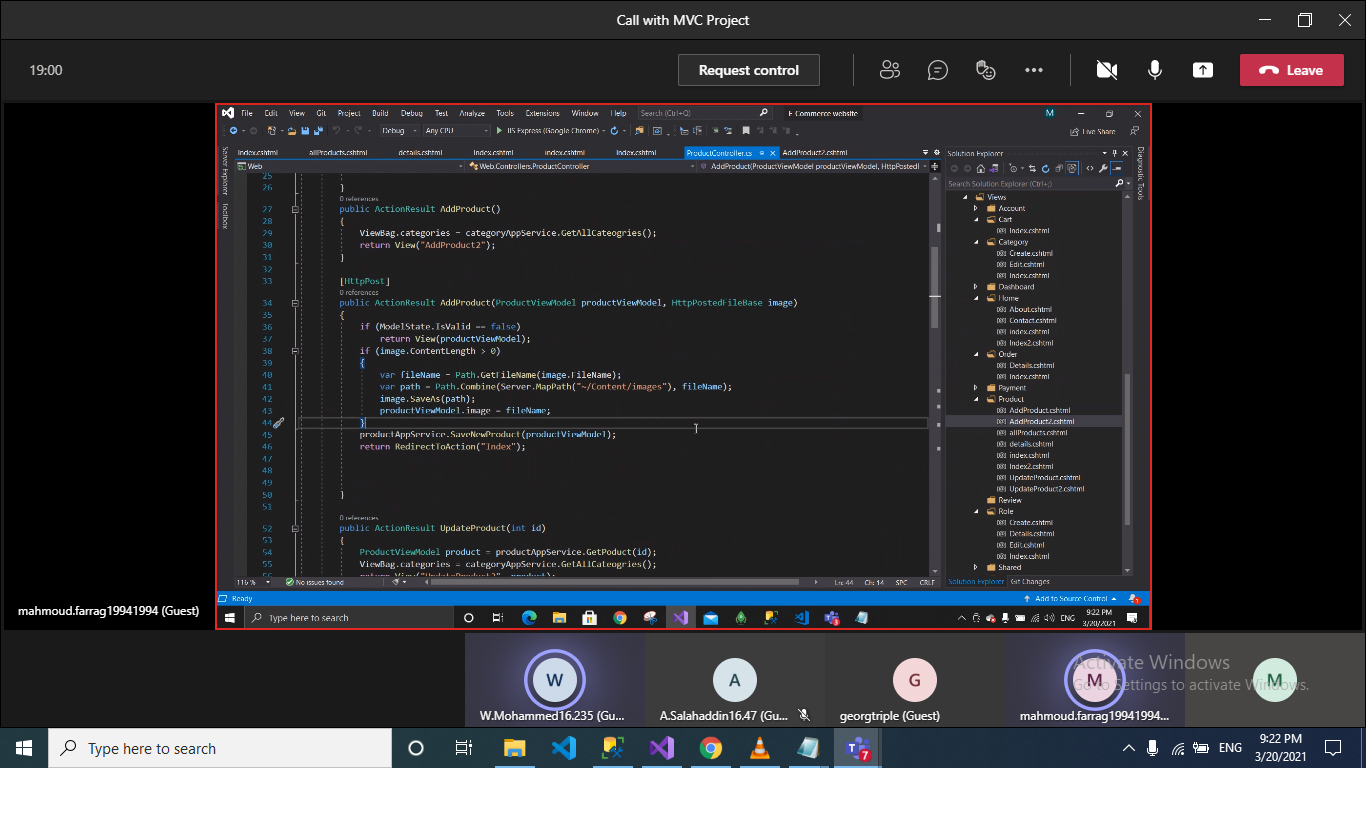 Call with MVC Project
19:00
Request control
Leave
File Edit View Git Project Build Debug Test Analyze Tools Extensions Window Help Search (Ctrl+Q) E Commerce website M
Debug Any CPU IIS Express (Google Chrome) Live Share
Server Explorer Toolbox
Index.cshtml allProducts.cshtml details.cshtml Index.cshtml index.cshtml Index.cshtml ProductController.cs AddProduct2.cshtml
Web Web.Controllers.ProductController AddProduct(ProductViewModel productViewModel, HttpPostedI
25
26 }
0 references
27 public ActionResult AddProduct()
28 {
29 ViewBag.categories = categoryAppService.GetAllCateogries();
30 return View("AddProduct2");
31 }
32
33 [HttpPost]
0 references
34 public ActionResult AddProduct(ProductViewModel productViewModel, HttpPostedFileBase image)
35 {
36 if (ModelState.IsValid == false)
37 return View(productViewModel);
38 if (image.ContentLength > 0)
39 {
40 var fileName = Path.GetFileName(image.FileName);
41 var path = Path.Combine(Server.MapPath("~/Content/images"), fileName);
42 image.SaveAs(path);
43 productViewModel.image = fileName;
44 }
45 productAppService.SaveNewProduct(productViewModel);
46 return RedirectToAction("Index");
47
48
49
50 }
51
0 references
52 public ActionResult UpdateProduct(int id)
53 {
54 ProductViewModel product = productAppService.GetPoduct(id);
55 ViewBag.categories = categoryAppService.GetAllCateogries();
56 return View("UpdateProduct2", product);
116 % No issues found Ln: 44 Ch: 14 SPC CRLF
Solution Explorer
Search Solution Explorer (Ctrl+;)
Views
Account
Cart
Index.cshtml
Category
Create.cshtml
Edit.cshtml
Index.cshtml
Dashboard
Home
About.cshtml
Contact.cshtml
index.cshtml
Index2.cshtml
Order
Details.cshtml
Index.cshtml
Payment
Product
AddProduct.cshtml
AddProduct2.cshtml
allProducts.cshtml
details.cshtml
index.cshtml
Index2.cshtml
UpdateProduct.cshtml
UpdateProduct2.cshtml
Review
Role
Create.cshtml
Details.cshtml
Edit.cshtml
Index.cshtml
Shared
Solution Explorer Git Changes
Diagnostic Tools
Ready Add to Source Control 1
Type here to search ENG 9:22 PM
3/20/2021
mahmoud.farrag19941994 (Guest)
W A G M M
W.Mohammed16.235 (Gu... A.Salahaddin16.47 (Gu... georgtriple (Guest) mahmoud.farrag19941994...
Activate Windows
Go to Settings to activate Windows.
Type here to search 7 ENG 9:22 PM
3/20/2021